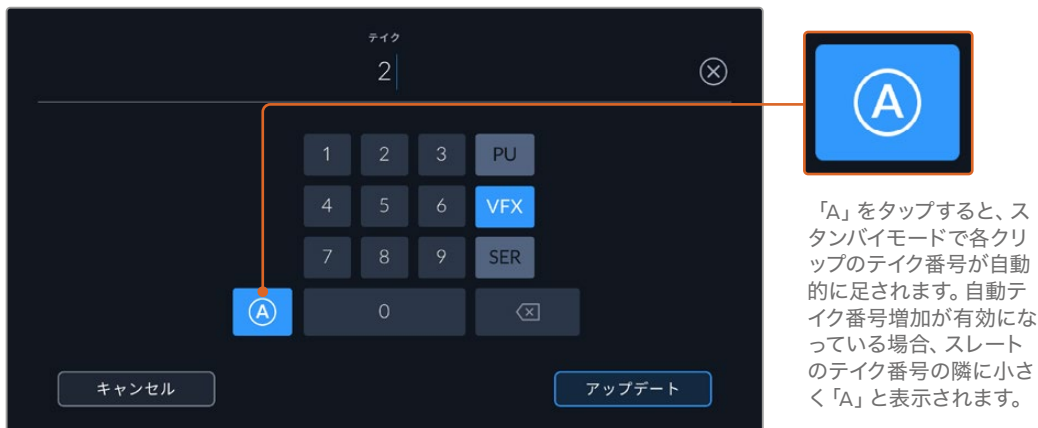 テイク
2
1 2 3 PU
4 5 6 VFX
7 8 9 SER
A 0
キャンセル アップデート
A
「A」をタップすると、ス
タンバイモードで各クリ
ップのテイク番号が自動
的に足されます。自動テ
イク番号増加が有効にな
っている場合、スレート
のテイク番号の隣に小さ
く「A」と表示されます。